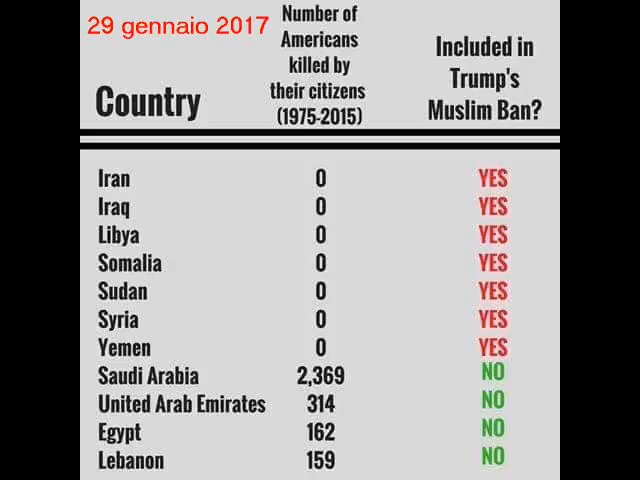 29 gennaio 2017
Country
Number of
Americans
killed by
their citizens
(1975-2015)
Included in
Trump's
Muslim Ban?
Iran 0 YES
Iraq 0 YES
Libya 0 YES
Somalia 0 YES
Sudan 0 YES
Syria 0 YES
Yemen 0 YES
Saudi Arabia 2,369 NO
United Arab Emirates 314 NO
Egypt 162 NO
Lebanon 159 NO